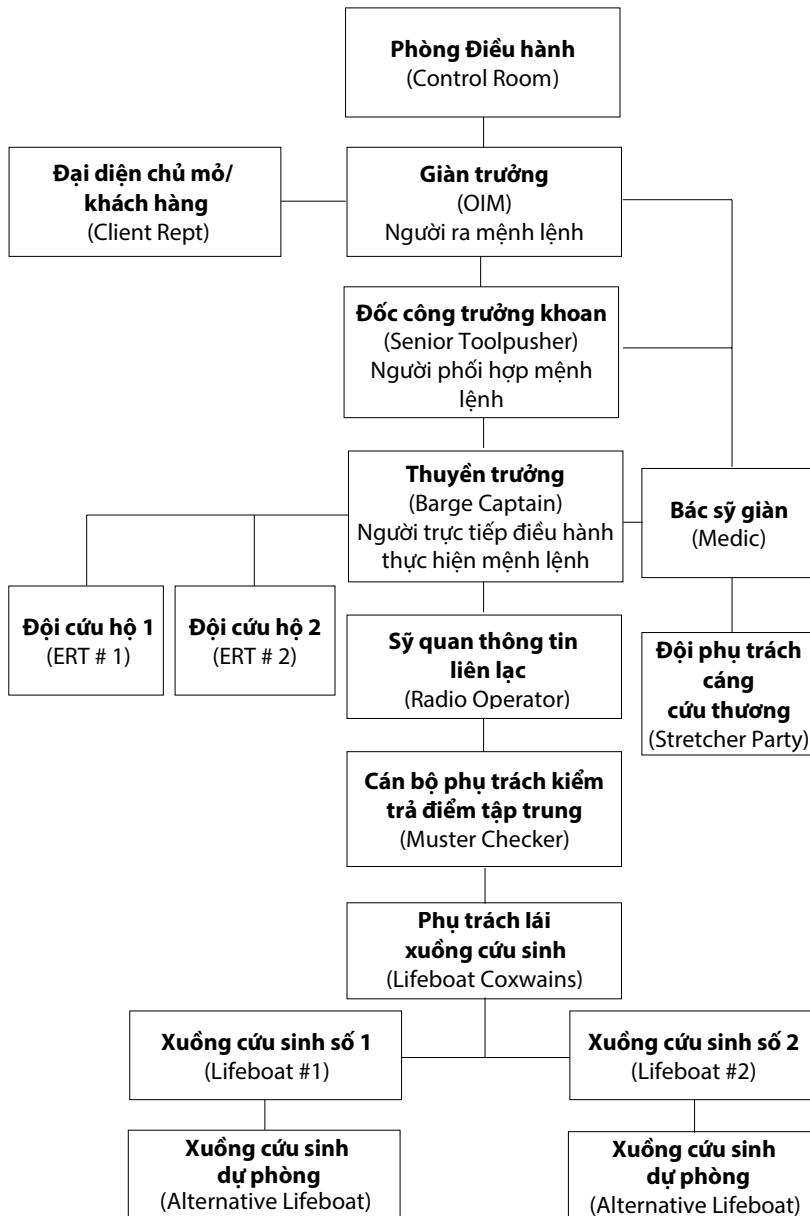 Phòng Điều hành
(Control Room)
Đại diện chủ mỏ/
khách hàng
(Client Rept)
Giàn trưởng
(OIM)
Người ra mệnh lệnh
Đốc công trưởng khoan
(Senior Toolpusher)
Người phối hợp mệnh
lệnh
Thuyền trưởng
(Barge Captain)
Người trực tiếp điều hành
thực hiện mệnh lệnh
Bác sỹ giàn
(Medic)
Đội cứu hộ 1
(ERT # 1)
Đội cứu hộ 2
(ERT # 2)
Sỹ quan thông tin
liên lạc
(Radio Operator)
Đội phụ trách
cáng
cứu thương
(Stretcher Party)
Cán bộ phụ trách kiểm
trả điểm tập trung
(Muster Checker)
Phụ trách lái
xuồng cứu sinh
(Lifeboat Coxwains)
Xuồng cứu sinh số 1
(Lifeboat #1)
Xuồng cứu sinh số 2
(Lifeboat #2)
Xuồng cứu sinh
dự phòng
(Alternative Lifeboat)
Xuồng cứu sinh
dự phòng
(Alternative Lifeboat)